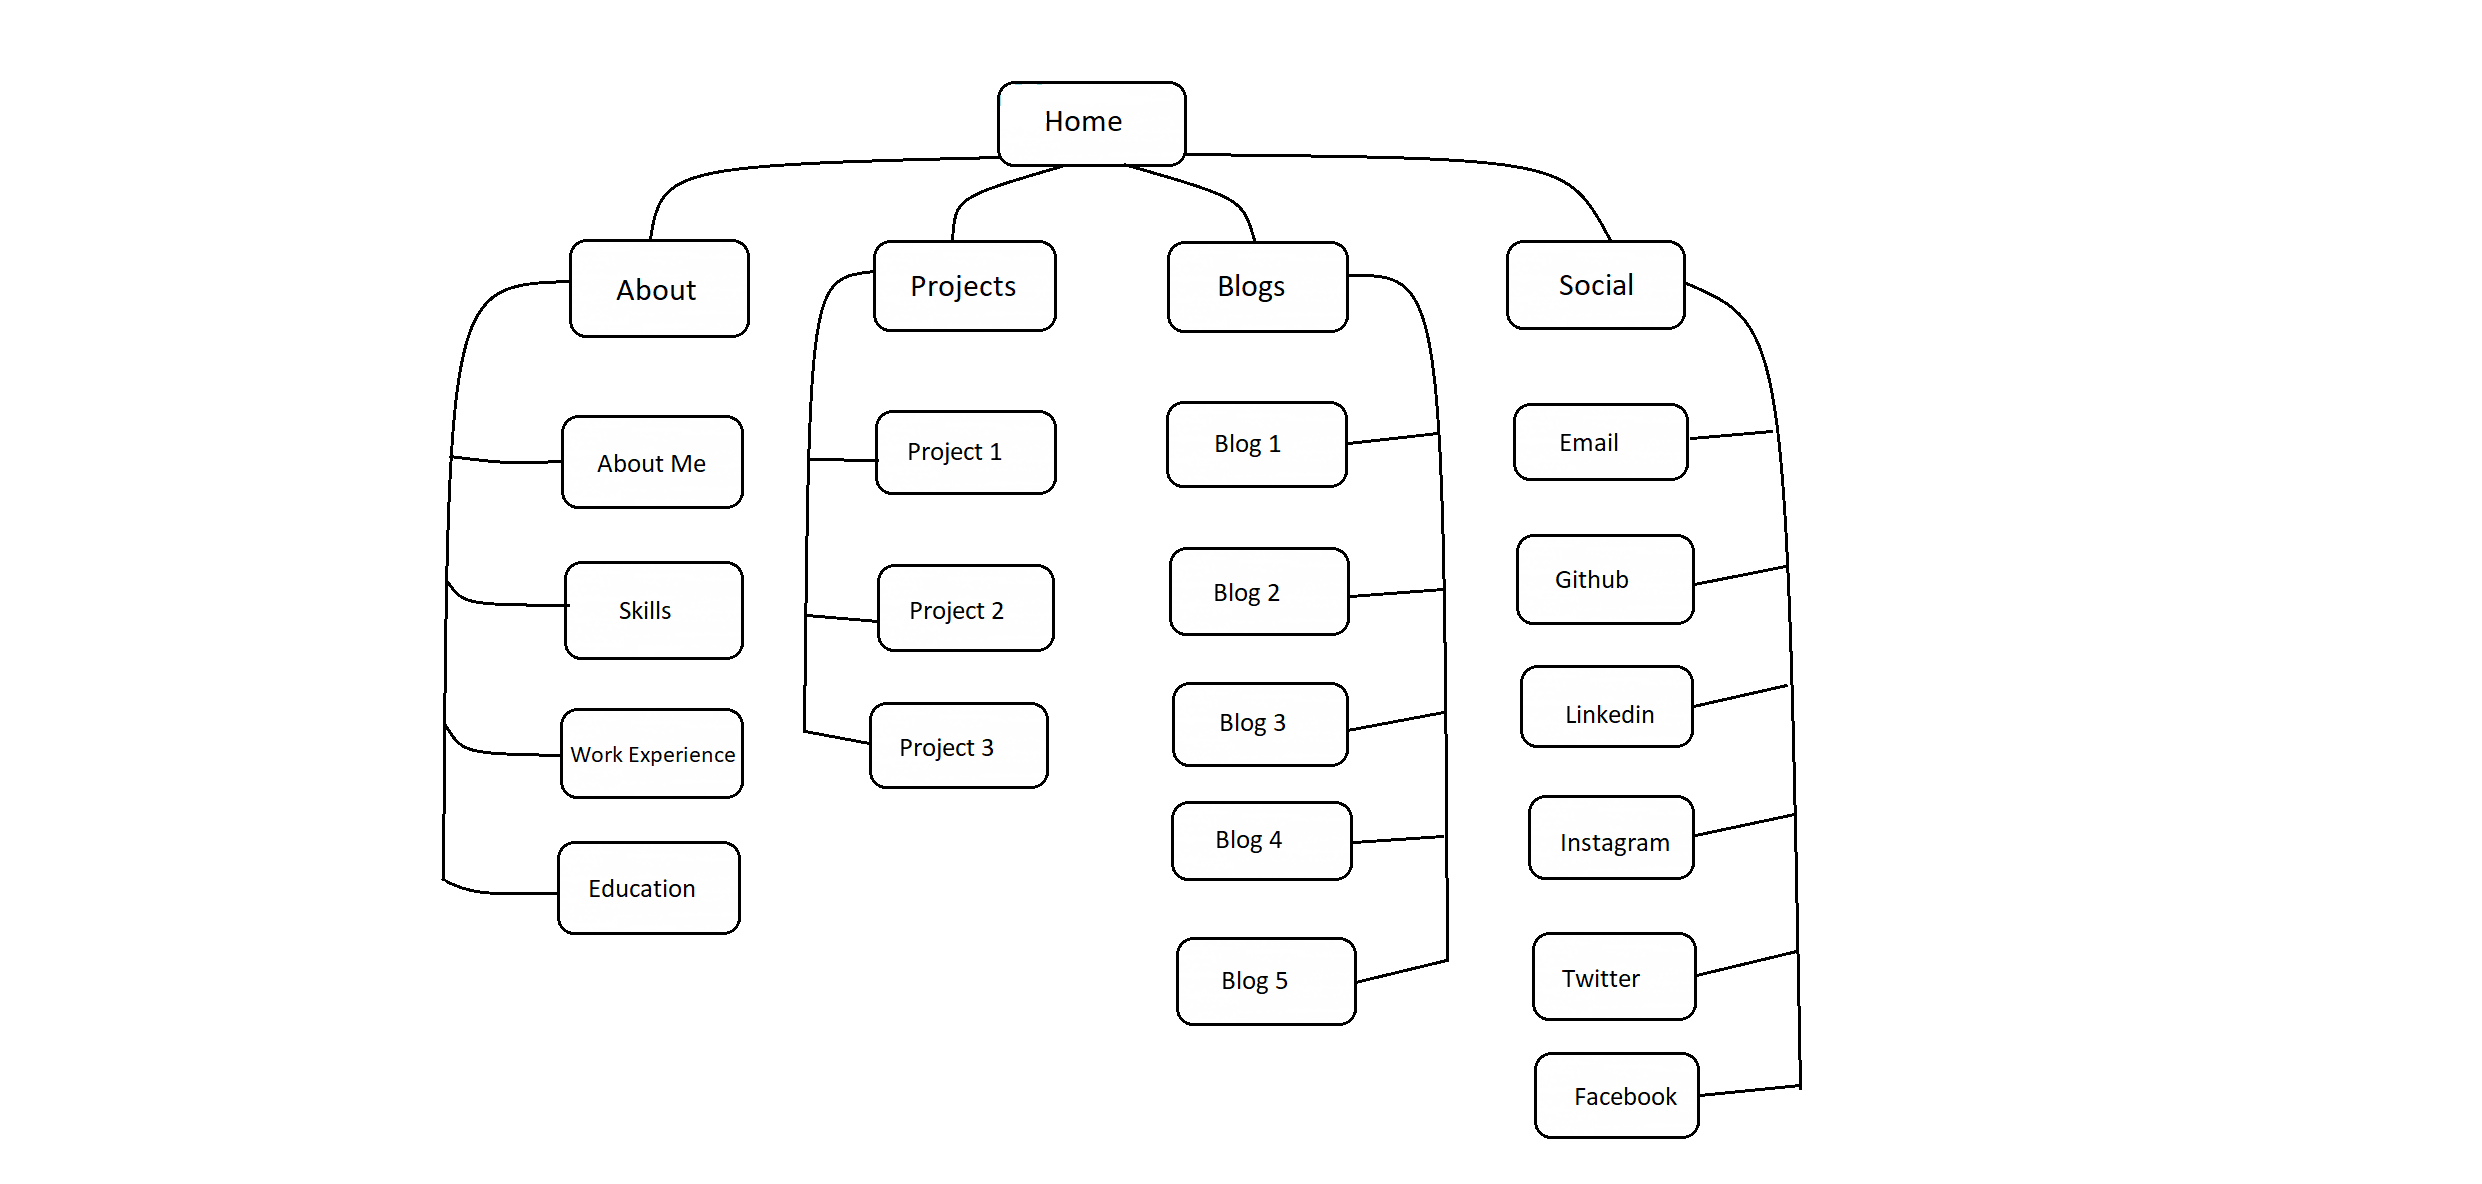 Home
About
Projects
Blogs
Social
About Me
Skills
Work Experience
Education
Project 1
Project 2
Project 3
Blog 1
Blog 2
Blog 3
Blog 4
Blog 5
Email
Github
Linkedin
Instagram
Twitter
Facebook